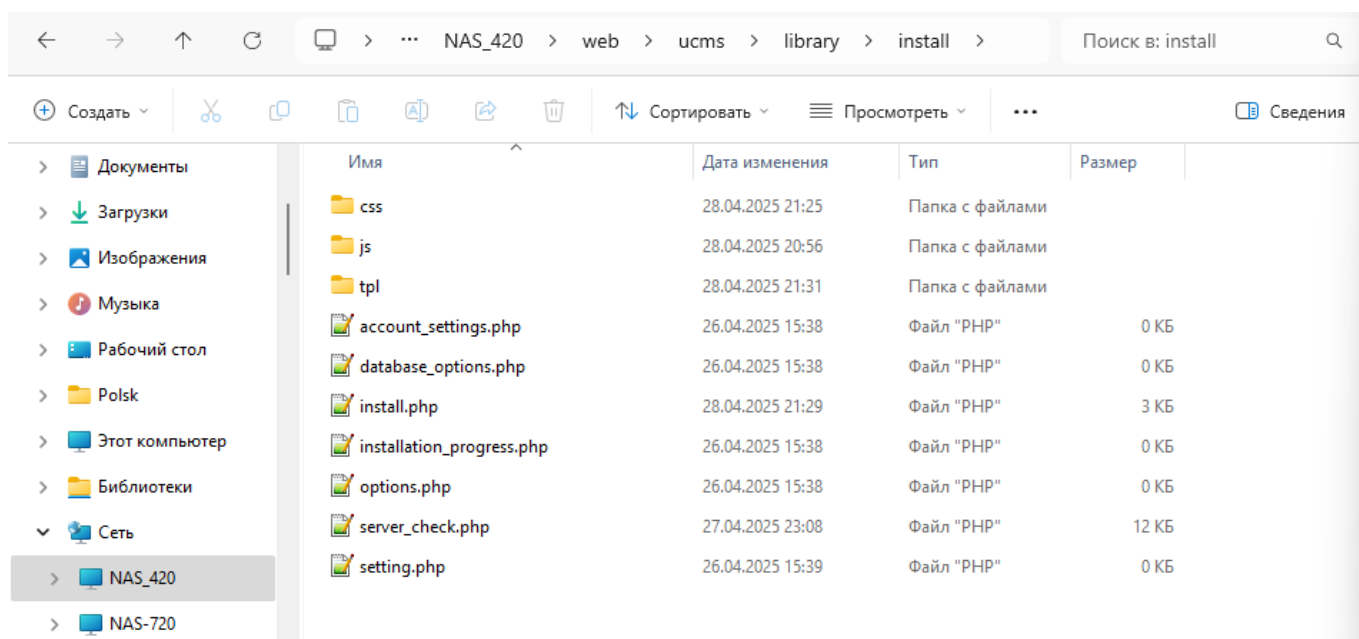 NAS_420 > web > ucms > library > install >
Поиск в: install
Создать
Сортировать
Просмотреть
Сведения
Документы
Загрузки
Изображения
Музыка
Рабочий стол
Polsk
Этот компьютер
Библиотеки
Сеть
NAS_420
NAS-720
Имя Дата изменения Тип Размер
css 28.04.2025 21:25 Папка с файлами
js 28.04.2025 20:56 Папка с файлами
tpl 28.04.2025 21:31 Папка с файлами
account_settings.php 26.04.2025 15:38 Файл "PHP" 0 КБ
database_options.php 26.04.2025 15:38 Файл "PHP" 0 КБ
install.php 28.04.2025 21:29 Файл "PHP" 3 КБ
installation_progress.php 26.04.2025 15:38 Файл "PHP" 0 КБ
options.php 26.04.2025 15:38 Файл "PHP" 0 КБ
server_check.php 27.04.2025 23:08 Файл "PHP" 12 КБ
setting.php 26.04.2025 15:39 Файл "PHP" 0 КБ